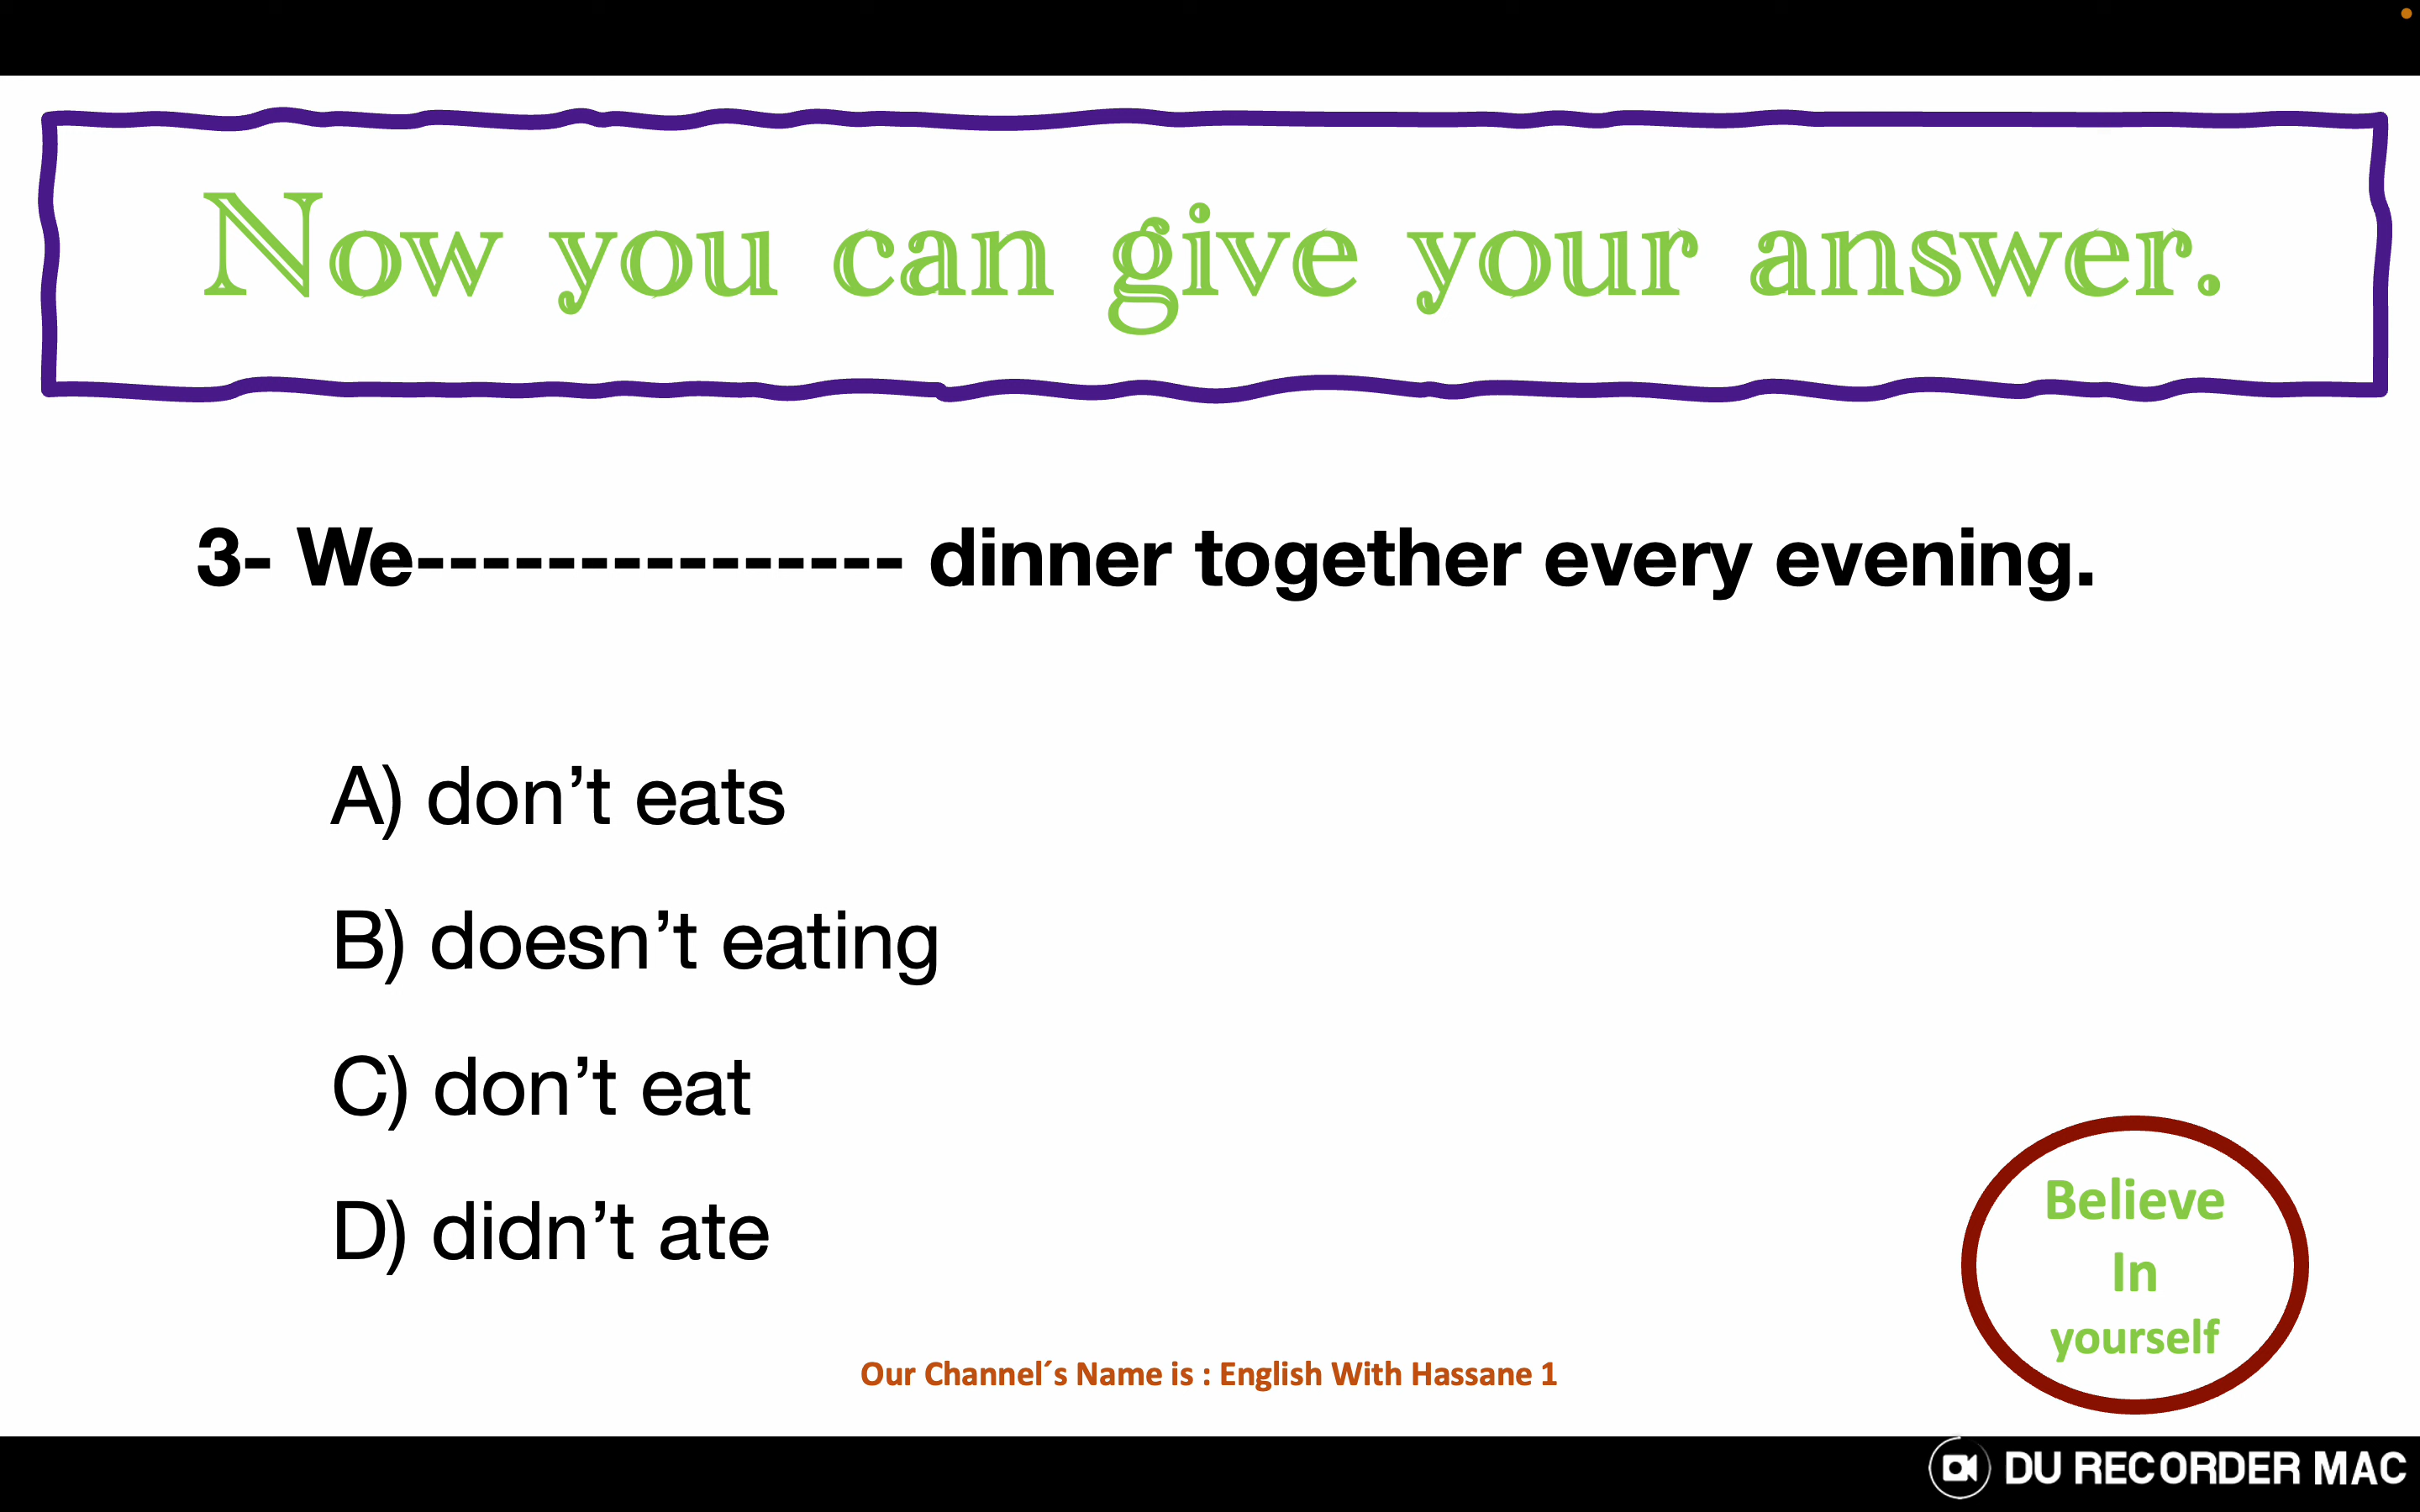 Now you can give your answer.
3- We--------------- dinner together every evening.
A) don’t eats
B) doesn’t eating
C) don’t eat
D) didn’t ate
Believe
In
yourself
Our Channel´s Name is : English With Hassane 1
DU RECORDER MAC